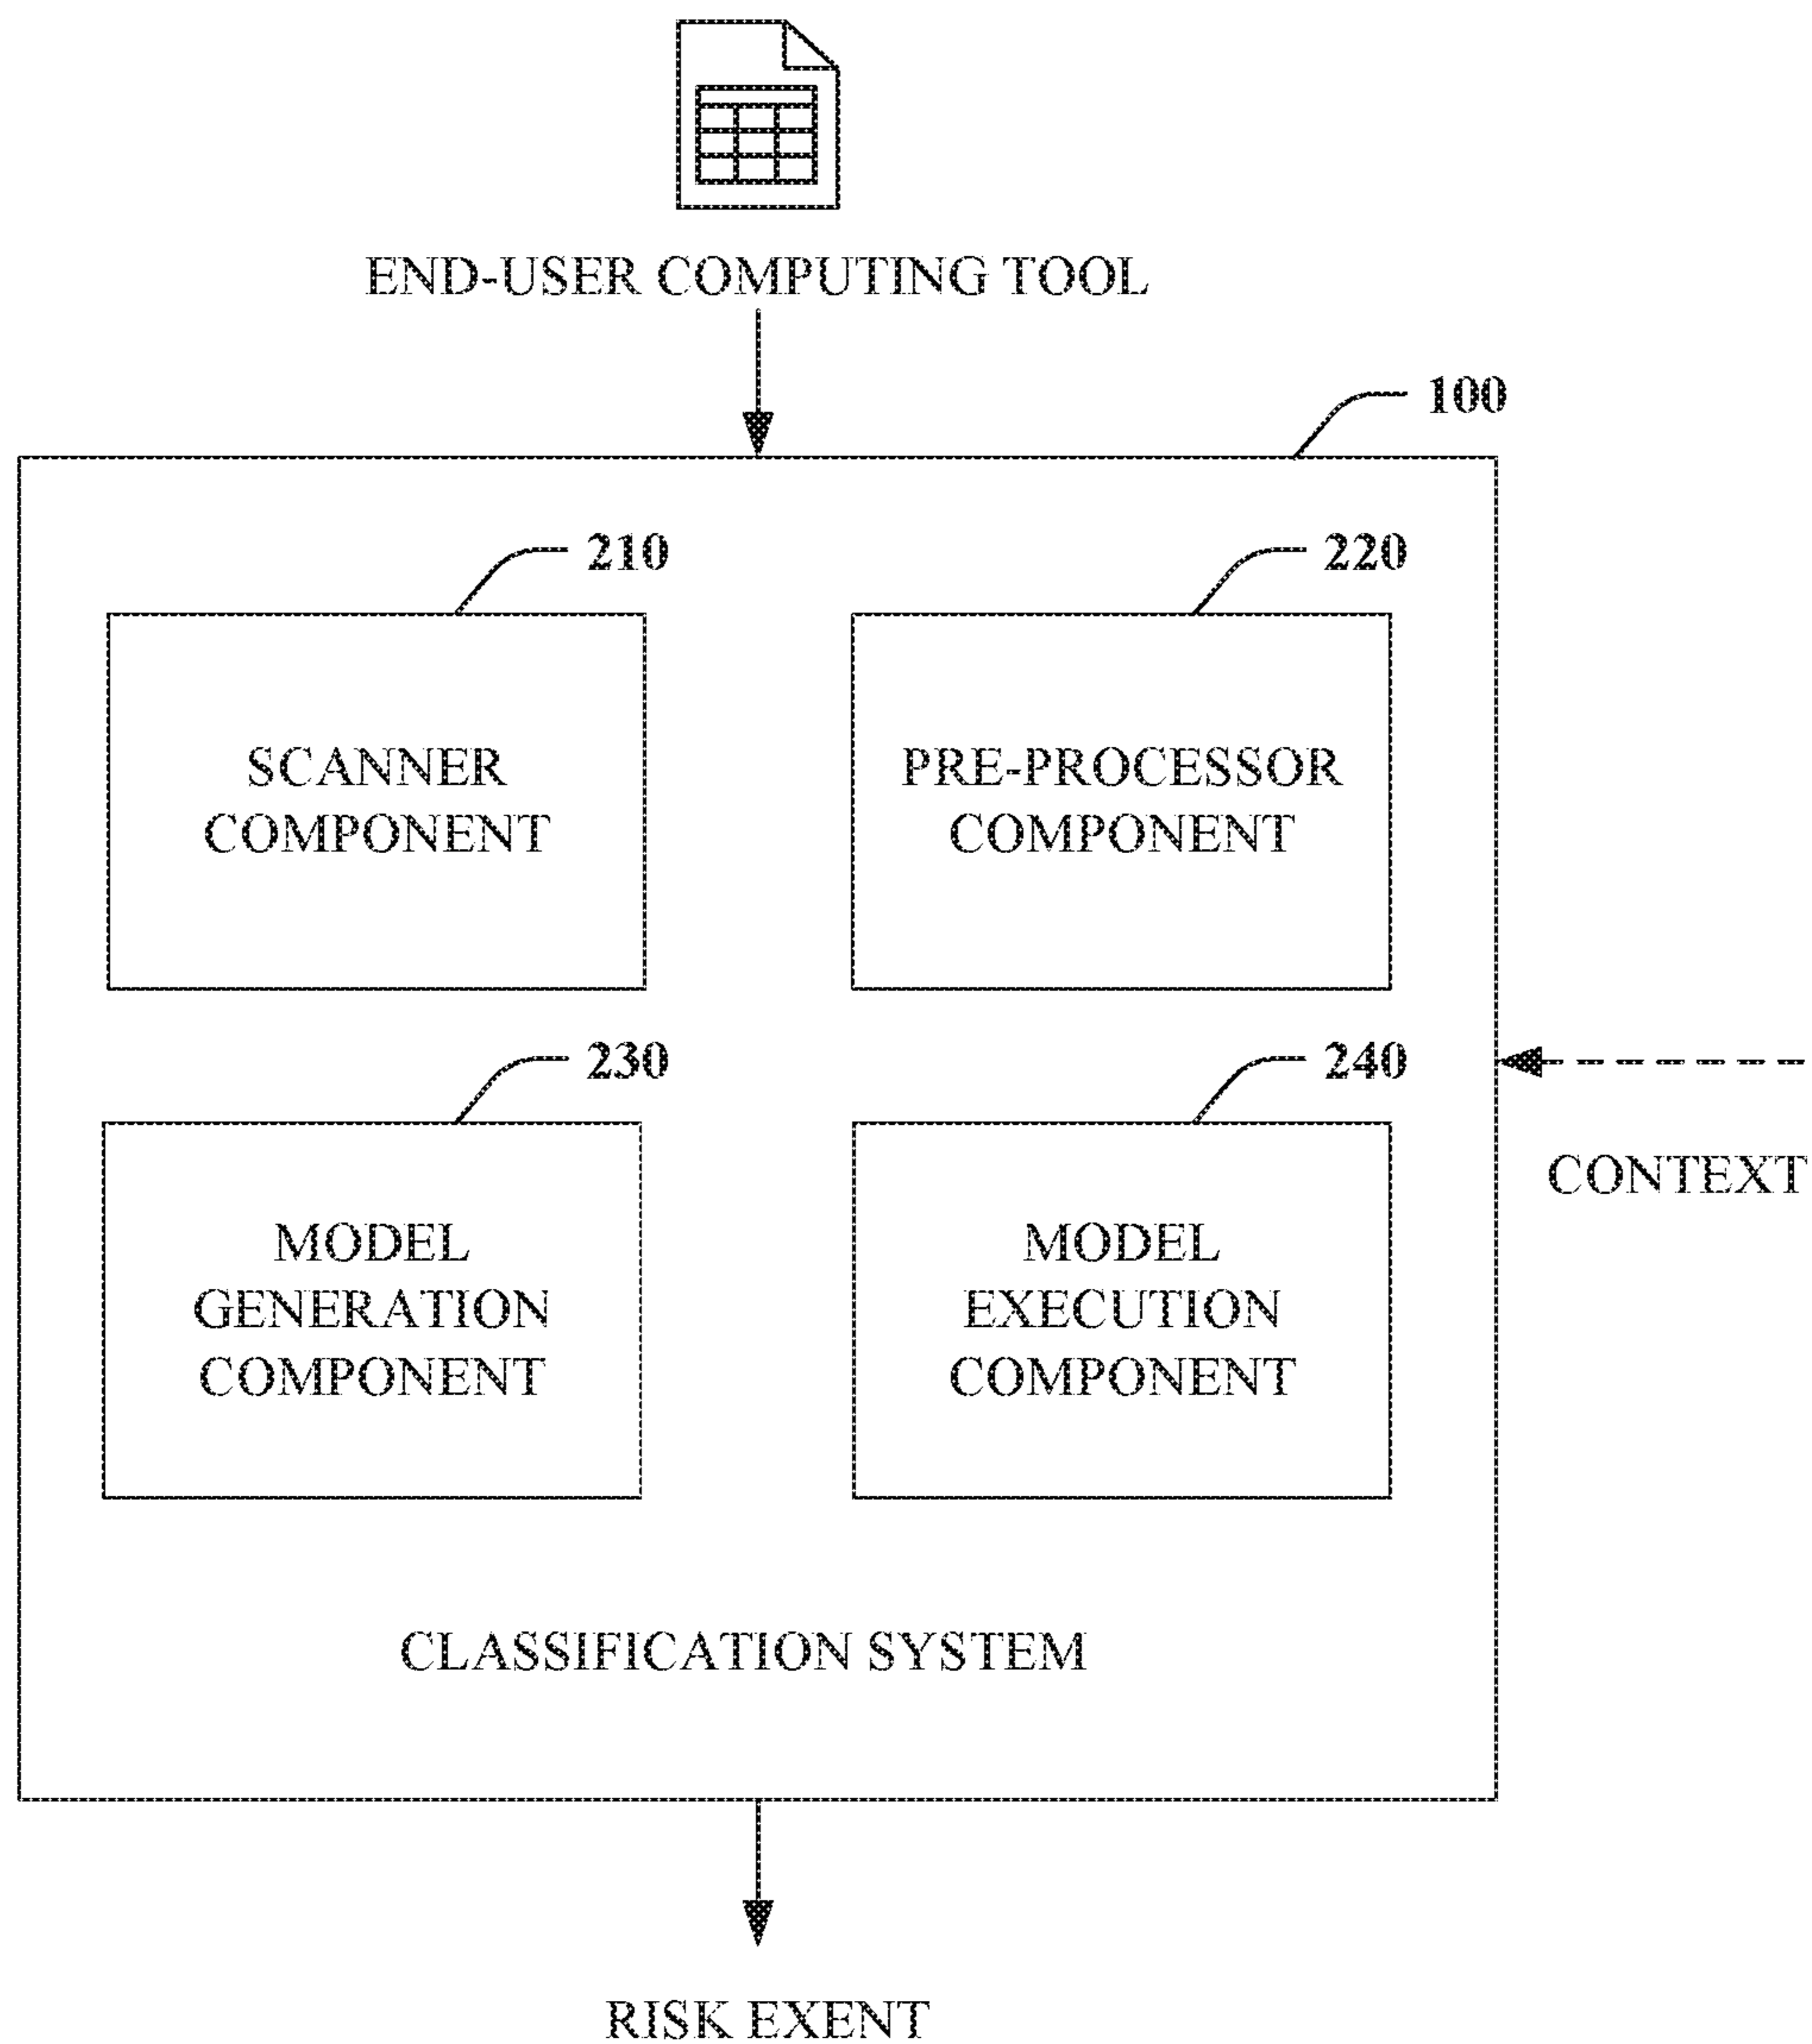 END-USER COMPUTING TOOL
100
210
220
SCANNER
COMPONENT
PRE-PROCESSOR
COMPONENT
230
240
MODEL
GENERATION
COMPONENT
MODEL
EXECUTION
COMPONENT
CONTEXT
CLASSIFICATION SYSTEM
RISK EXENT